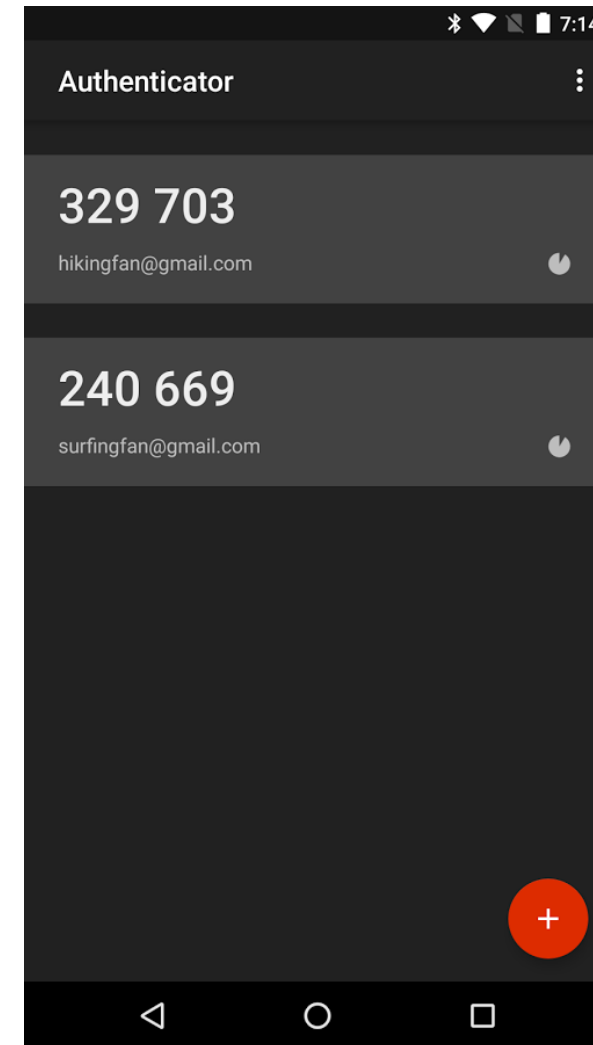 7:14
Authenticator
329 703
hikingfan@gmail.com
240 669
surfingfan@gmail.com
+